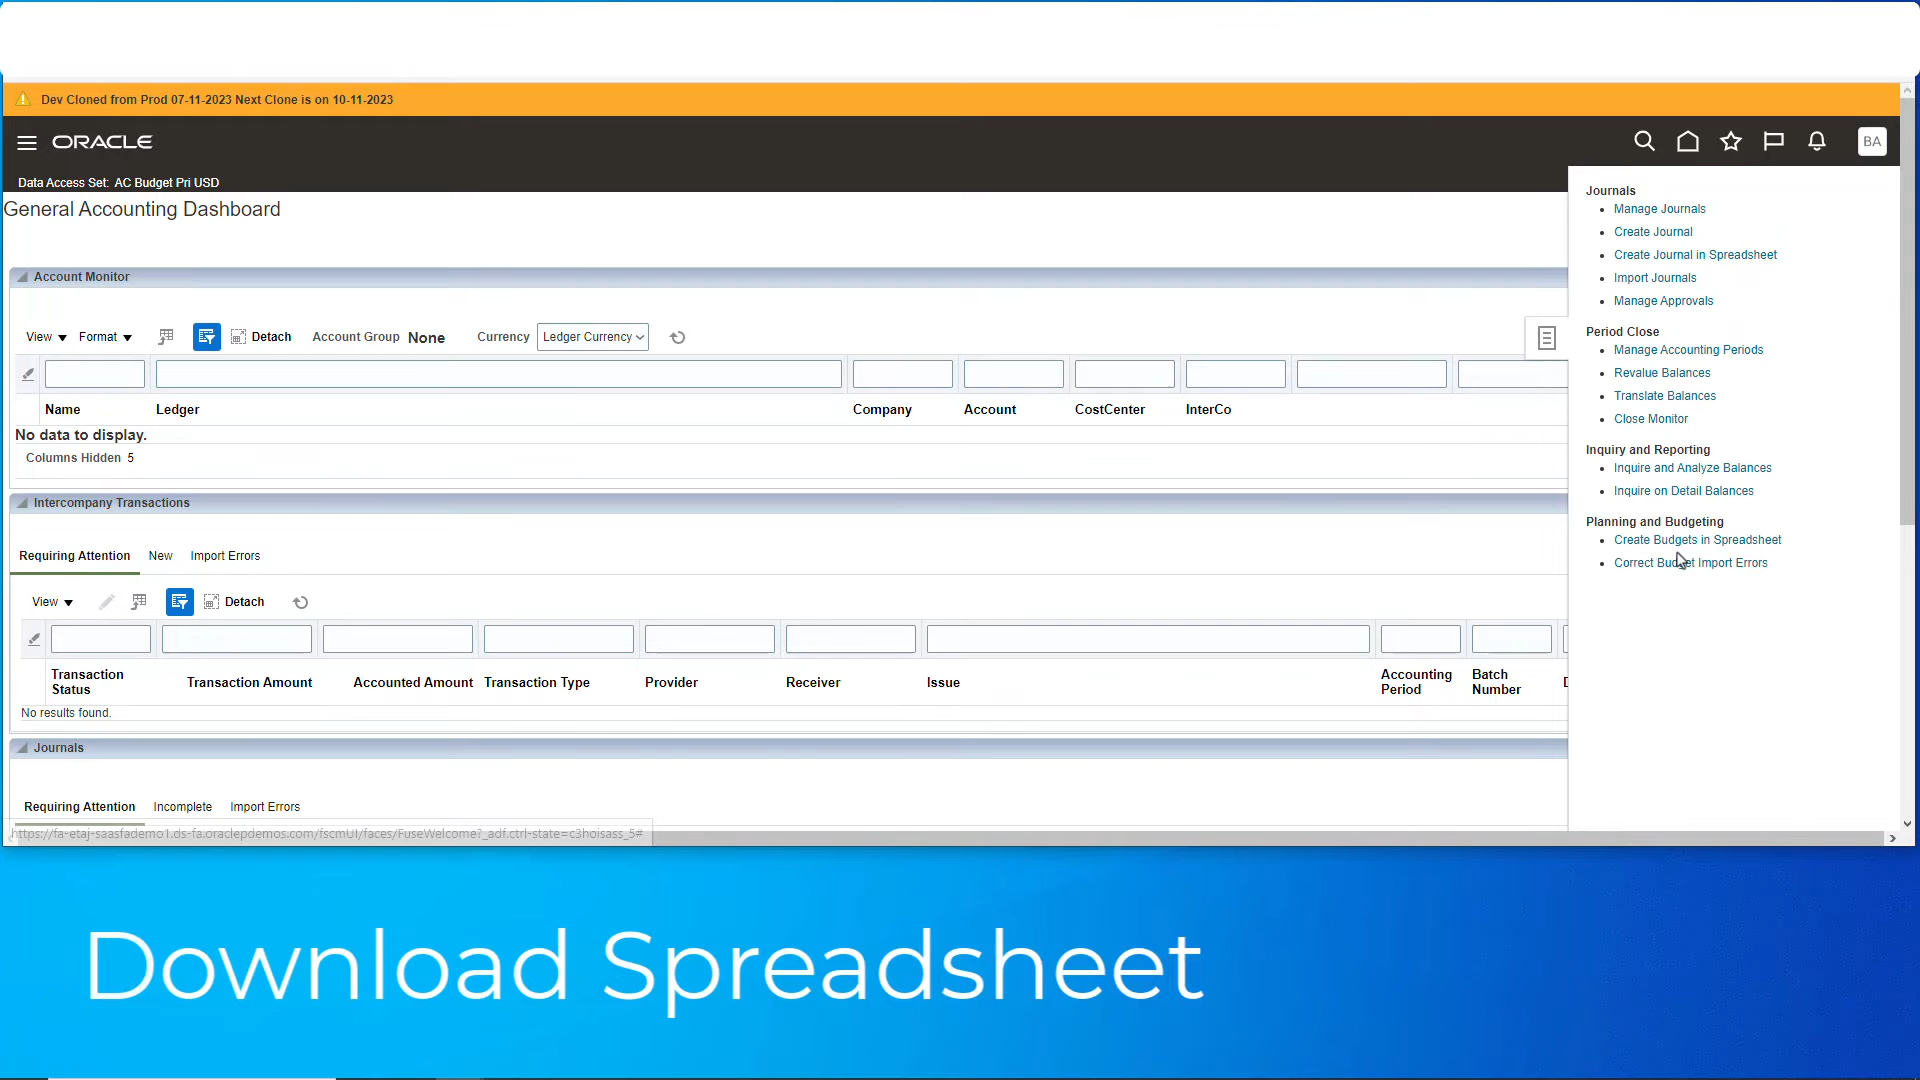 Dev Cloned from Prod 07-11-2023 Next Clone is on 10-11-2023
ORACLE
BA
Data Access Set: AC Budget Pri USD
General Accounting Dashboard
Account Monitor
View Format Detach Account Group None Currency Ledger Currency
Name Ledger Company Account CostCenter InterCo
No data to display.
Columns Hidden 5
Intercompany Transactions
Requiring Attention New Import Errors
View Detach
Transaction Status Transaction Amount Accounted Amount Transaction Type Provider Receiver Issue Accounting Period Batch Number
No results found.
Journals
Requiring Attention Incomplete Import Errors
https://fa-etaj-saasfademo1.ds-fa.oraclepdemos.com/fscmUI/faces/FuseWelcome?_adf.ctrl-state=c3hoisass_5#
Journals
Manage Journals
Create Journal
Create Journal in Spreadsheet
Import Journals
Manage Approvals
Period Close
Manage Accounting Periods
Revalue Balances
Translate Balances
Close Monitor
Inquiry and Reporting
Inquire and Analyze Balances
Inquire on Detail Balances
Planning and Budgeting
Create Budgets in Spreadsheet
Correct Budget Import Errors
Download Spreadsheet